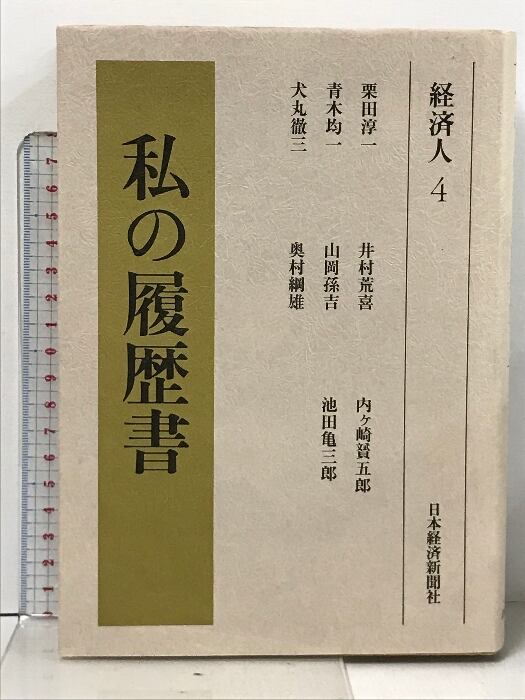 経済人 4
日本経済新聞社
栗田淳一
井村荒喜
内ヶ崎贇五郎
青木均一
山岡孫吉
池田亀三郎
犬丸徹三
奥村綱雄
私の履歴書